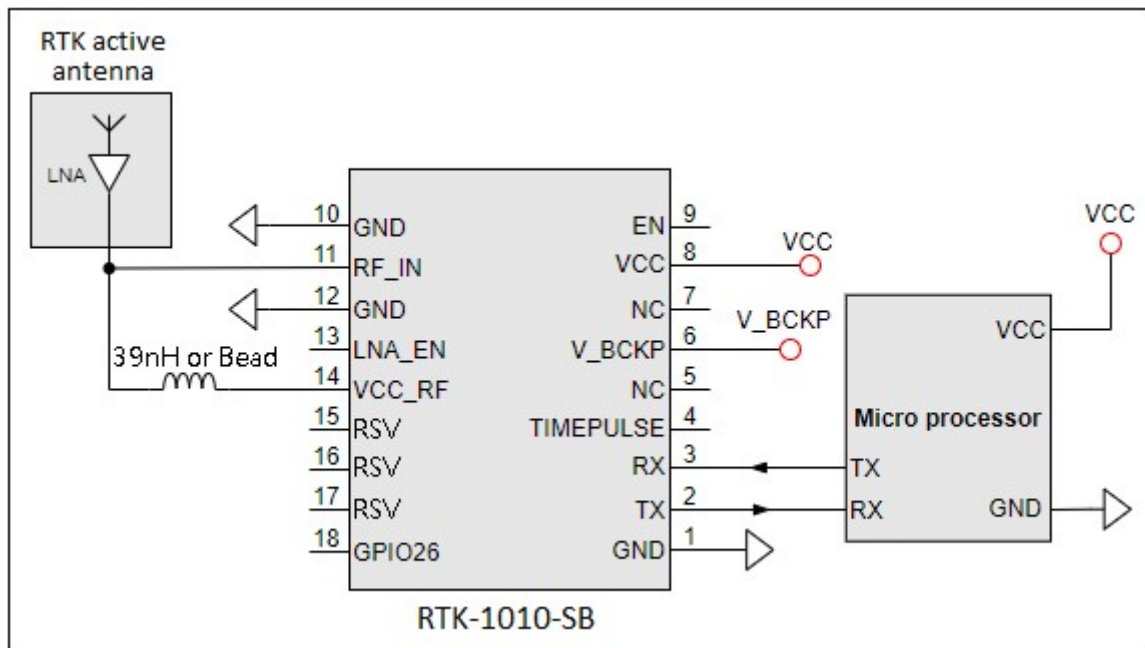 RTK active
antenna
LNA
10
GND
11
RF_IN
12
GND
13
LNA_EN
39nH or Bead
14
VCC_RF
15
RSV
16
RSV
17
RSV
18
GPIO26
EN
9
VCC
8
VCC
NC
7
V_BCKP
6
V_BCKP
NC
5
TIMEPULSE
4
RX
3
TX
2
GND
1
RTK-1010-SB
VCC
VCC
Micro processor
TX
RX
GND